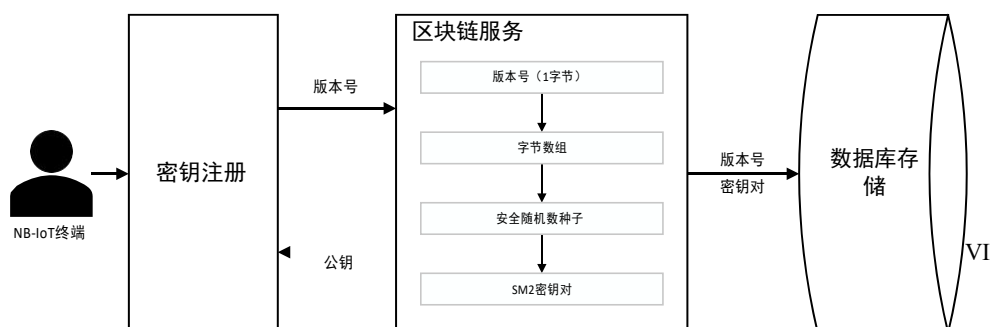 区块链服务
版本号（1字节）
字节数组
安全随机数种子
SM2密钥对
版本号
公钥
密钥注册
NB-IoT终端
版本号
密钥对
数据库存
储
VI